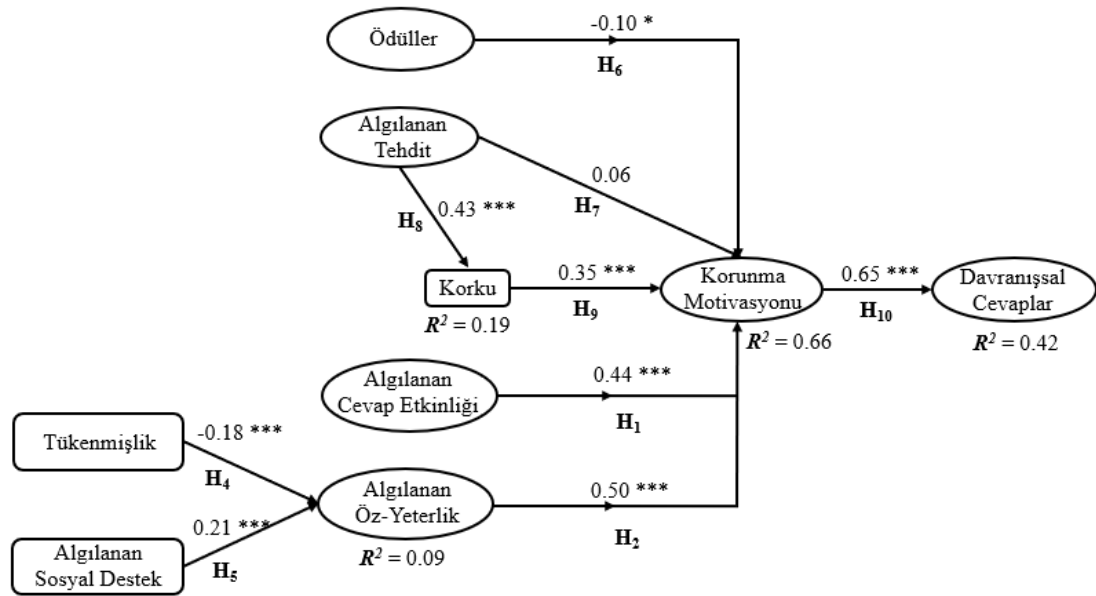 Ödüller
-0.10 *
H6
Algılanan
Tehdit
0.06
H7
0.43 ***
H8
Korku
R² = 0.19
0.35 ***
H9
Korunma
Motivasyonu
R² = 0.66
0.65 ***
H10
Davranışsal
Cevaplar
R² = 0.42
Algılanan
Cevap Etkinliği
0.44 ***
H1
Tükenmişlik
-0.18 ***
H4
Algılanan
Öz-Yeterlik
R² = 0.09
0.50 ***
H2
0.21 ***
H5
Algılanan
Sosyal Destek